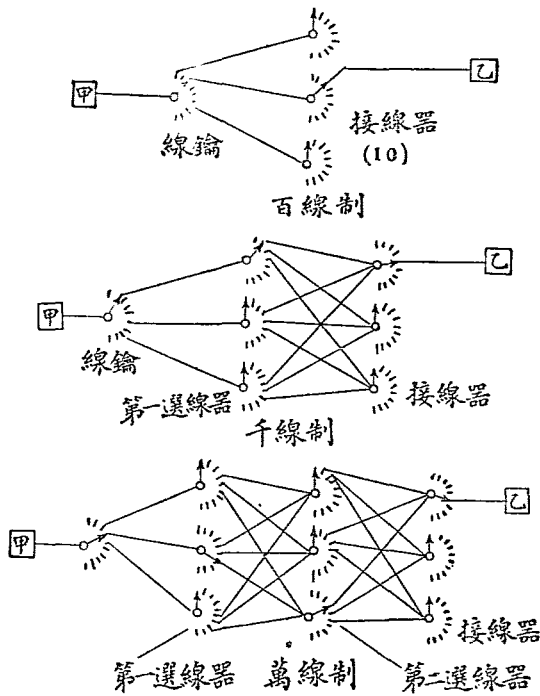 甲
乙
線鑰
接線器
(10)
百線制
甲
乙
線鑰
第一選線器
接線器
千線制
甲
乙
接線器
第一選線器 萬線制 第二選線器